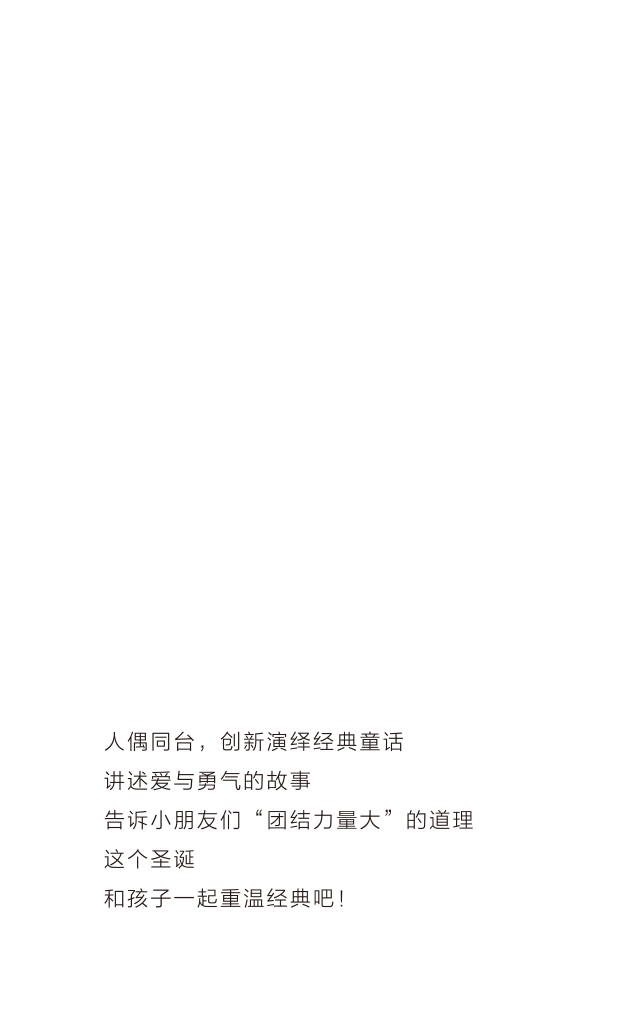 人偶同台，创新演绎经典童话
讲述爱与勇气的故事
告诉小朋友们“团结力量大”的道理
这个圣诞
和孩子一起重温经典吧！